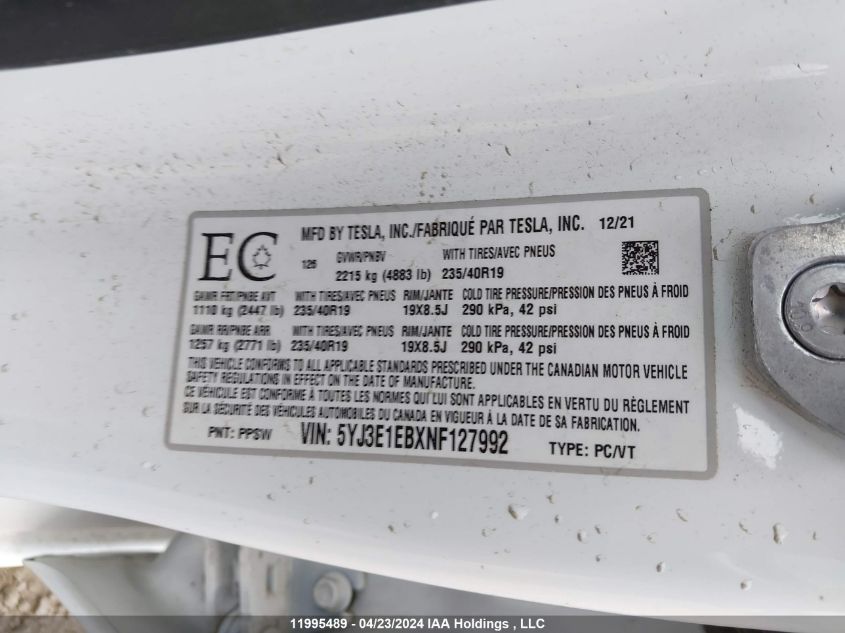 EC
MFD BY TESLA, INC./FABRIQUÉ PAR TESLA, INC. 12/21
125 GVWR/PNBV WITH TIRES/AVEC PNEUS
2215 kg (4883 lb) 235/40R19
GAWR FRT/PNBE AVT WITH TIRES/AVEC PNEUS RIM/JANTE COLD TIRE PRESSURE/PRESSION DES PNEUS À FROID
1110 kg (2447 lb) 235/40R19 19X8.5J 290 kPa, 42 psi
GAWR RR/PNBE ARR WITH TIRES/AVEC PNEUS RIM/JANTE COLD TIRE PRESSURE/PRESSION DES PNEUS À FROID
1257 kg (2771 lb) 235/40R19 19X8.5J 290 kPa, 42 psi
THIS VEHICLE CONFORMS TO ALL APPLICABLE STANDARDS PRESCRIBED UNDER THE CANADIAN MOTOR VEHICLE
SAFETY REGULATIONS IN EFFECT ON THE DATE OF MANUFACTURE.
CE VÉHICULE EST CONFORME À TOUTES LES NORMES QUI LUI SONT APPLICABLES EN VERTU DU RÈGLEMENT
SUR LA SÉCURITÉ DES VÉHICULES AUTOMOBILES DU CANADA EN VIGUEUR À LA DATE DE SA FABRICATION.
PNT: PPSW VIN: 5YJ3E1EBXNF127992 TYPE: PC/VT
11995489 - 04/23/2024 IAA Holdings , LLC